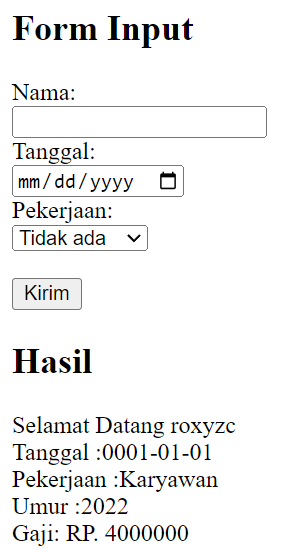 Form Input
Nama:
Tanggal:
mm/dd/yyyy
Pekerjaan:
Tidak ada
Kirim
Hasil
Selamat Datang roxyzc
Tanggal :0001-01-01
Pekerjaan :Karyawan
Umur :2022
Gaji: RP. 4000000